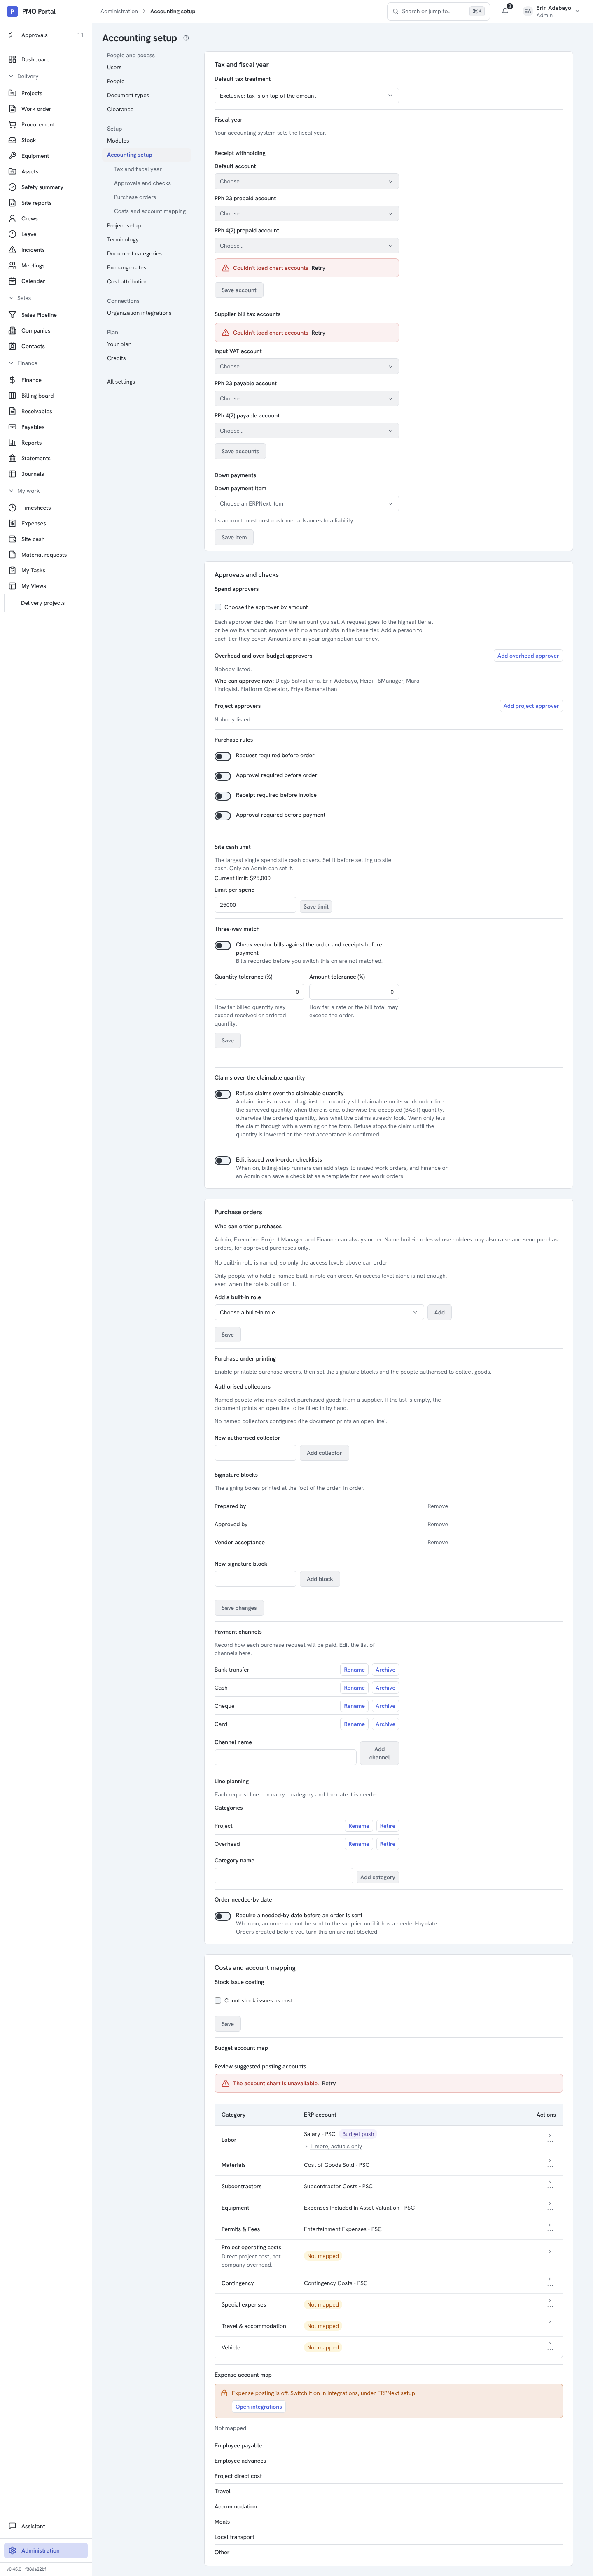 P PMO Portal
Approvals 11
Dashboard
Delivery
Projects
Work order
Procurement
Stock
Equipment
Assets
Safety summary
Site reports
Crews
Leave
Incidents
Meetings
Calendar
Sales
Sales Pipeline
Companies
Contacts
Finance
Finance
Billing board
Receivables
Payables
Reports
Statements
Journals
My work
Timesheets
Expenses
Site cash
Material requests
My Tasks
My Views
Delivery projects
Assistant
Administration
v0.45.0 · f38de22bf
Administration > Accounting setup
Search or jump to... ⌘K
3
EA Erin Adebayo
Admin
Accounting setup
People and access
Users
People
Document types
Clearance
Setup
Modules
Accounting setup
Tax and fiscal year
Approvals and checks
Purchase orders
Costs and account mapping
Project setup
Terminology
Document categories
Exchange rates
Cost attribution
Connections
Organization integrations
Plan
Your plan
Credits
All settings
Tax and fiscal year
Default tax treatment
Exclusive: tax is on top of the amount
Fiscal year
Your accounting system sets the fiscal year.
Receipt withholding
Default account
Choose...
PPh 23 prepaid account
Choose...
PPh 4(2) prepaid account
Choose...
Couldn't load chart accounts Retry
Save account
Supplier bill tax accounts
Couldn't load chart accounts Retry
Input VAT account
Choose...
PPh 23 payable account
Choose...
PPh 4(2) payable account
Choose...
Save accounts
Down payments
Down payment item
Choose an ERPNext item
Its account must post customer advances to a liability.
Save item
Approvals and checks
Spend approvers
Choose the approver by amount
Each approver decides from the amount you set. A request goes to the highest tier at
or below its amount; anyone with no amount sits in the base tier. Add a person to
each tier they cover. Amounts are in your organisation currency.
Overhead and over-budget approvers
Add overhead approver
Nobody listed.
Who can approve now: Diego Salvatierra, Erin Adebayo, Heidi TSManager, Mara
Lindqvist, Platform Operator, Priya Ramanathan
Project approvers
Add project approver
Nobody listed.
Purchase rules
Request required before order
Approval required before order
Receipt required before invoice
Approval required before payment
Site cash limit
The largest single spend site cash covers. Set it before setting up site
cash. Only an Admin can set it.
Current limit: $25,000
Limit per spend
25000
Save limit
Three-way match
Check vendor bills against the order and receipts before
payment
Bills recorded before you switch this on are not matched.
Quantity tolerance (%) Amount tolerance (%)
0 0
How far billed quantity may How far a rate or the bill total may
exceed received or ordered exceed the order.
quantity.
Save
Claims over the claimable quantity
Refuse claims over the claimable quantity
A claim line is measured against the quantity still claimable on its work order line:
the surveyed quantity when there is one, otherwise the accepted (BAST) quantity,
otherwise the ordered quantity, less what live claims already took. Warn only lets
the claim through with a warning on the form. Refuse stops the claim until the
quantity is lowered or the next acceptance is confirmed.
Edit issued work-order checklists
When on, billing-step runners can add steps to issued work orders, and Finance or
an Admin can save a checklist as a template for new work orders.
Purchase orders
Who can order purchases
Admin, Executive, Project Manager and Finance can always order. Name built-in roles whose holders may also raise and send purchase
orders, for approved purchases only.
No built-in role is named, so only the access levels above can order.
Only people who hold a named built-in role can order. An access level alone is not enough,
even when the role is built on it.
Add a built-in role
Choose a built-in role
Add
Save
Purchase order printing
Enable printable purchase orders, then set the signature blocks and the people authorised to collect goods.
Authorised collectors
Named people who may collect purchased goods from a supplier. If the list is empty, the
document prints an open line to be filled in by hand.
No named collectors configured (the document prints an open line).
New authorised collector
Add collector
Signature blocks
The signing boxes printed at the foot of the order, in order.
Prepared by Remove
Approved by Remove
Vendor acceptance Remove
New signature block
Add block
Save changes
Payment channels
Record how each purchase request will be paid. Edit the list of
channels here.
Bank transfer Rename Archive
Cash Rename Archive
Cheque Rename Archive
Card Rename Archive
Channel name
Add
channel
Line planning
Each request line can carry a category and the date it is needed.
Categories
Project Rename Retire
Overhead Rename Retire
Category name
Add category
Order needed-by date
Require a needed-by date before an order is sent
When on, an order cannot be sent to the supplier until it has a needed-by date.
Orders created before you turn this on are not blocked.
Costs and account mapping
Stock issue costing
Count stock issues as cost
Save
Budget account map
Review suggested posting accounts
The account chart is unavailable. Retry
Category ERP account Actions
Labor Salary - PSC Budget push
> 1 more, actuals only
Materials Cost of Goods Sold - PSC
Subcontractors Subcontractor Costs - PSC
Equipment Expenses Included In Asset Valuation - PSC
Permits & Fees Entertainment Expenses - PSC
Project operating costs
Direct project cost, not
company overhead.
Not mapped
Contingency Contingency Costs - PSC
Special expenses Not mapped
Travel & accommodation Not mapped
Vehicle Not mapped
Expense account map
Expense posting is off. Switch it on in Integrations, under ERPNext setup.
Open integrations
Not mapped
Employee payable
Employee advances
Project direct cost
Travel
Accommodation
Meals
Local transport
Other